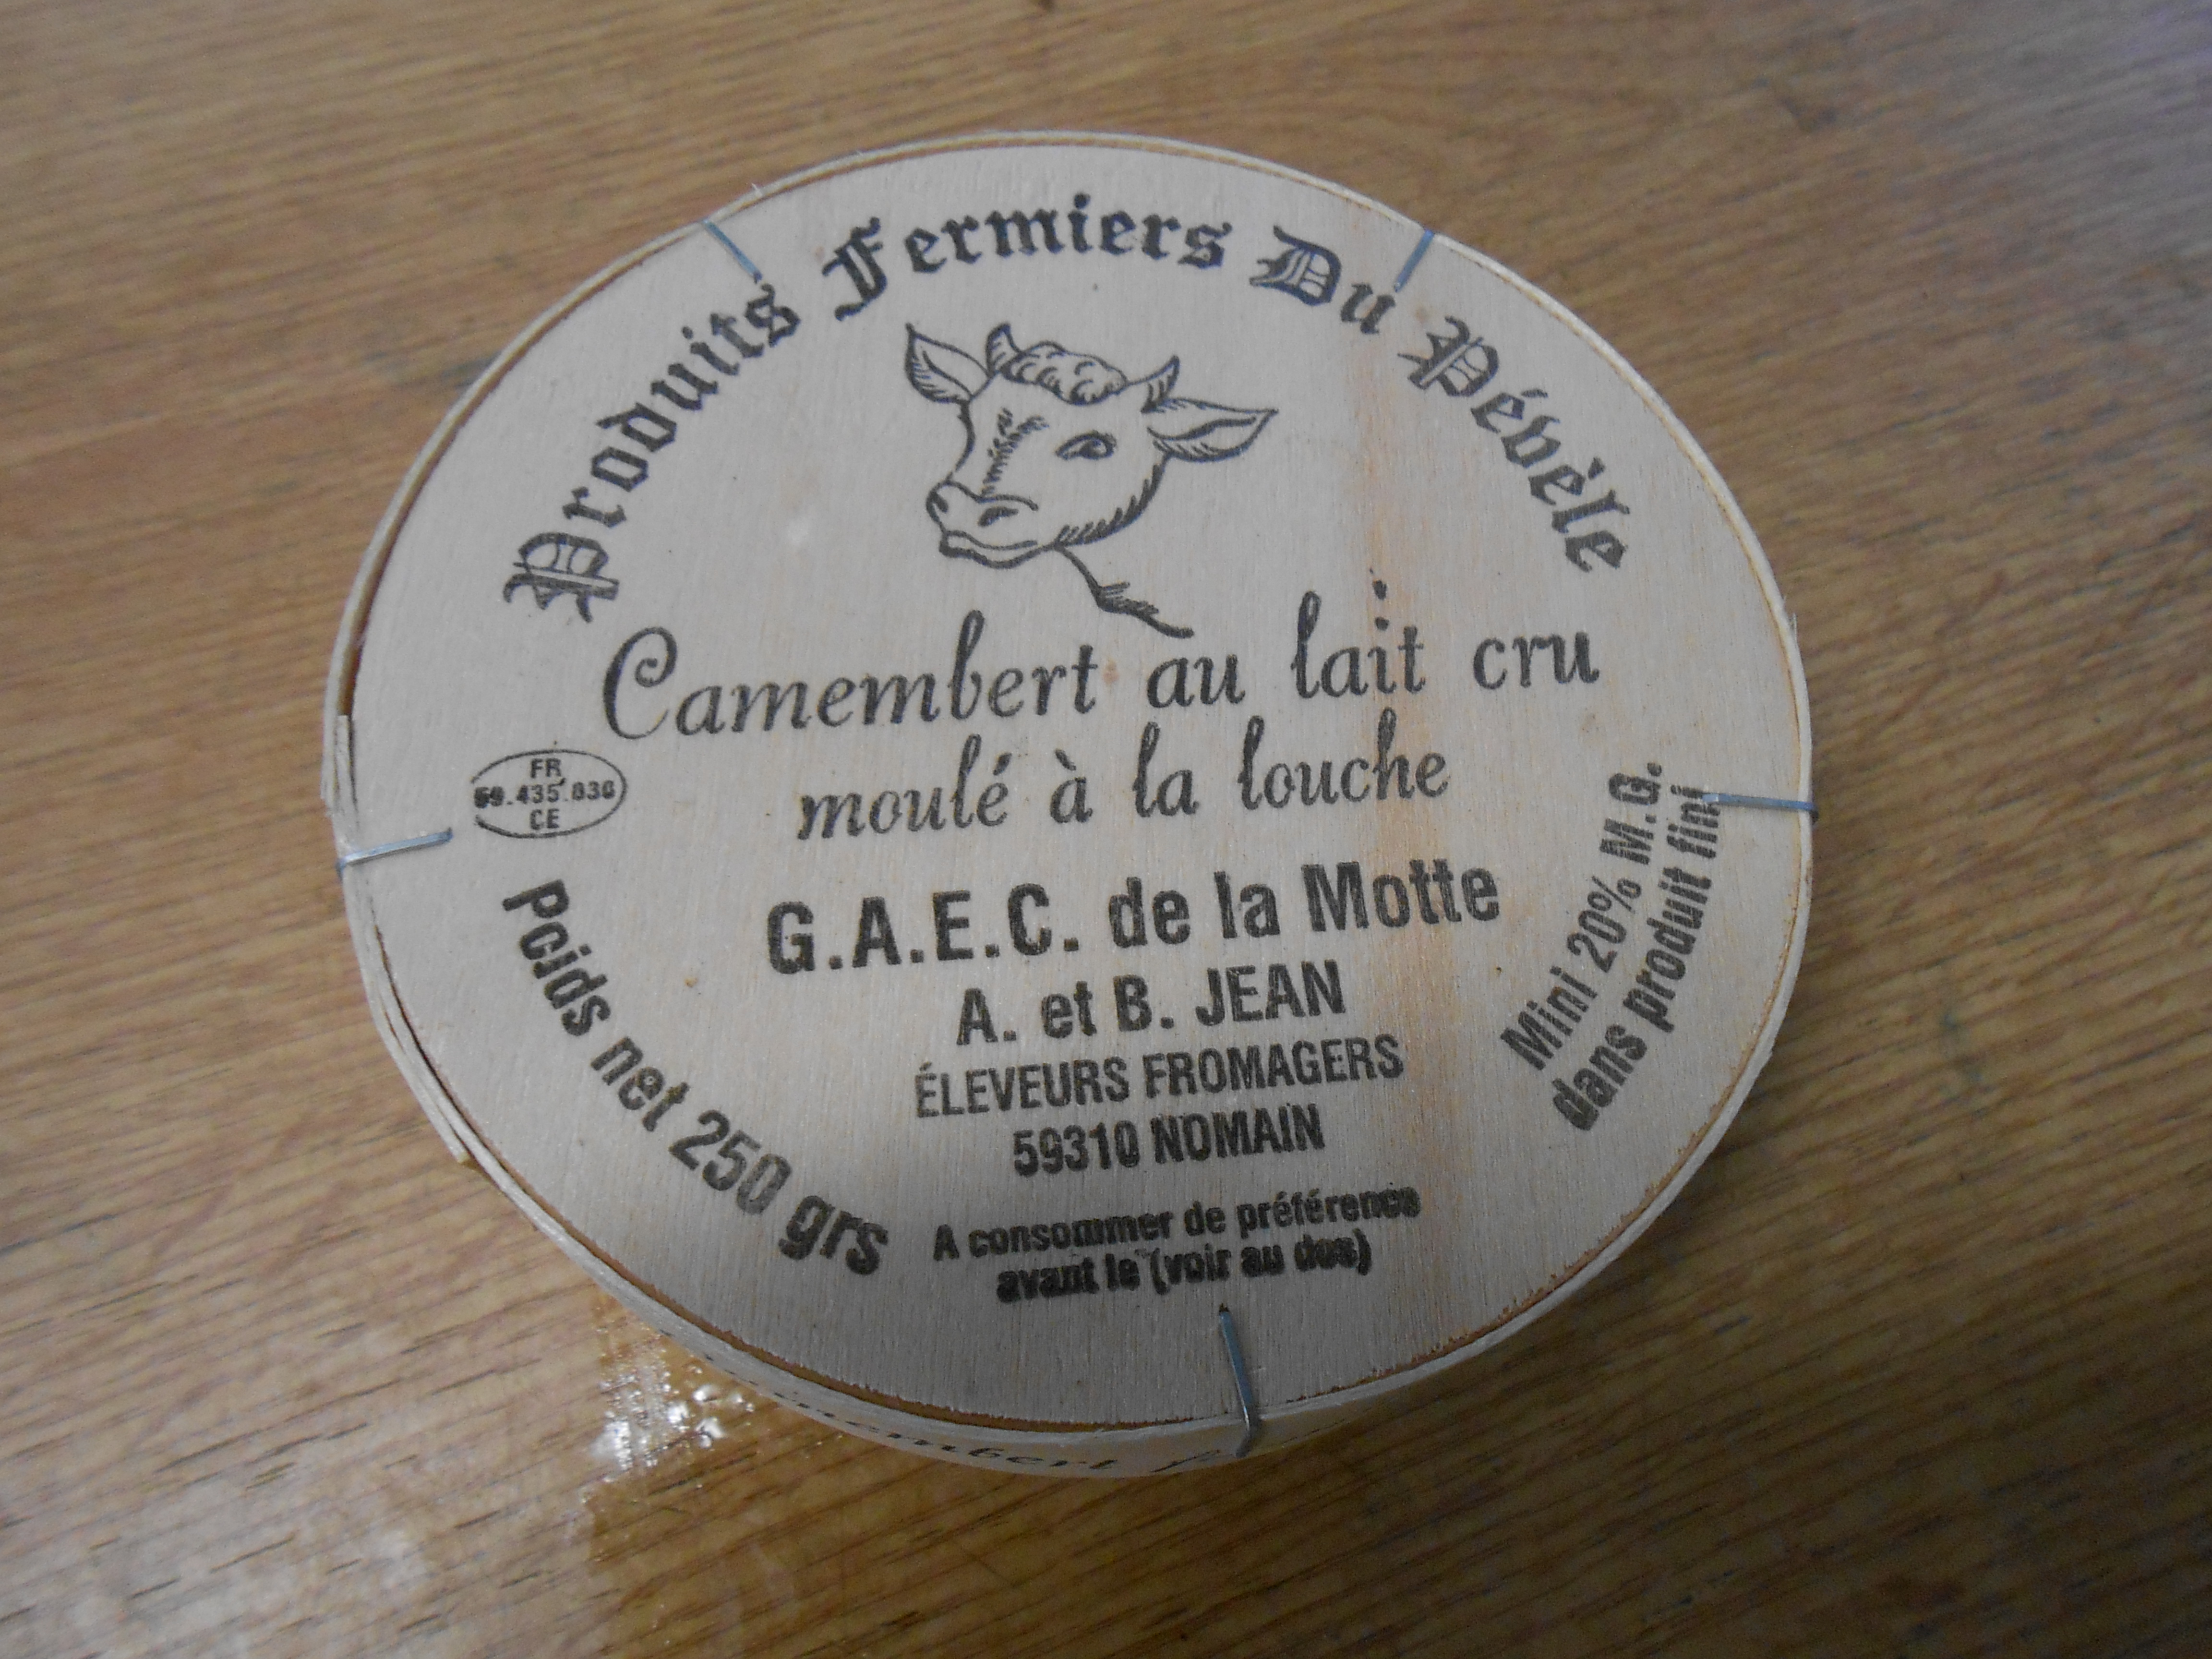 Produits Fermiers Du Pévèle
Camembert au lait cru
moulé à la louche
FR
59.435.030
CE
G.A.E.C. de la Motte
A. et B. JEAN
ÉLEVEURS FROMAGERS
59310 NOMAIN
Poids net 250 grs
Mini 20% M.G.
dans produit fini
A consommer de préférence
avant le (voir au dos)